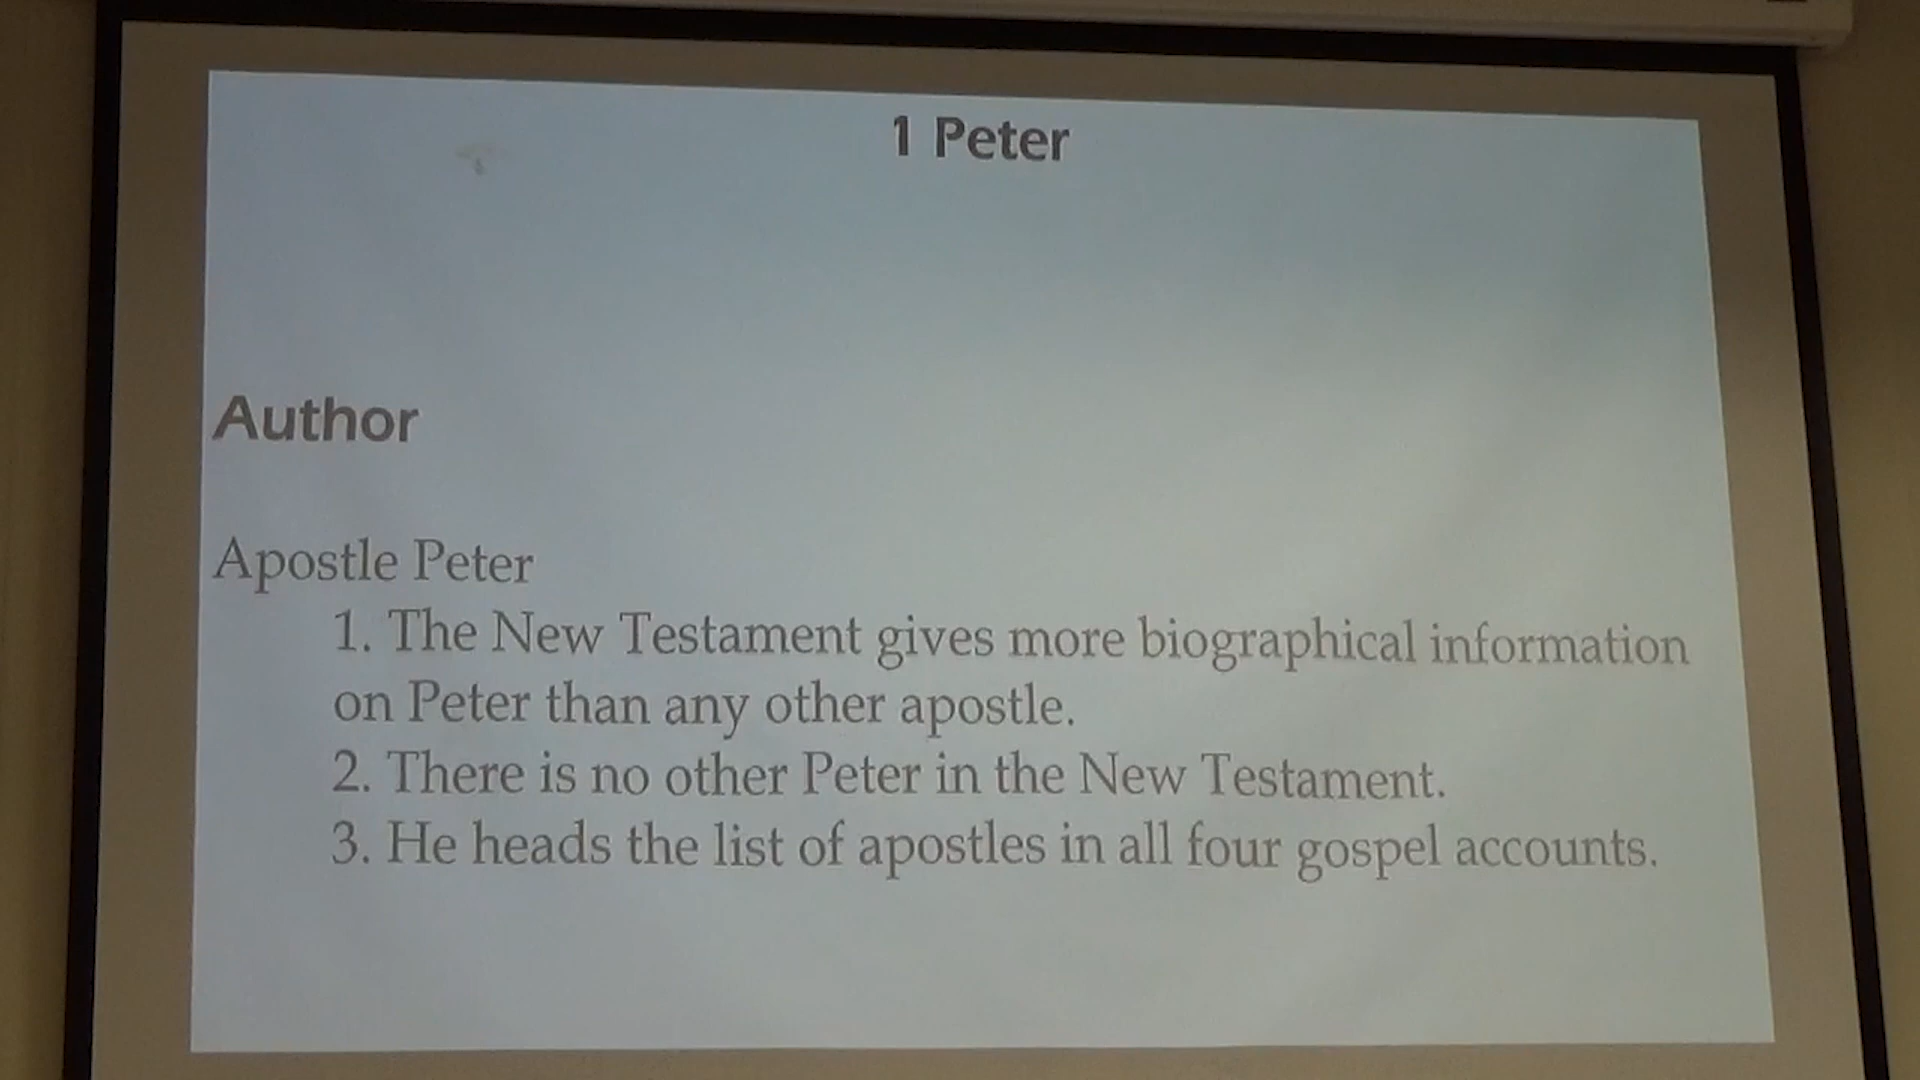 1 Peter
Author
Apostle Peter
1. The New Testament gives more biographical information
on Peter than any other apostle.
2. There is no other Peter in the New Testament.
3. He heads the list of apostles in all four gospel accounts.